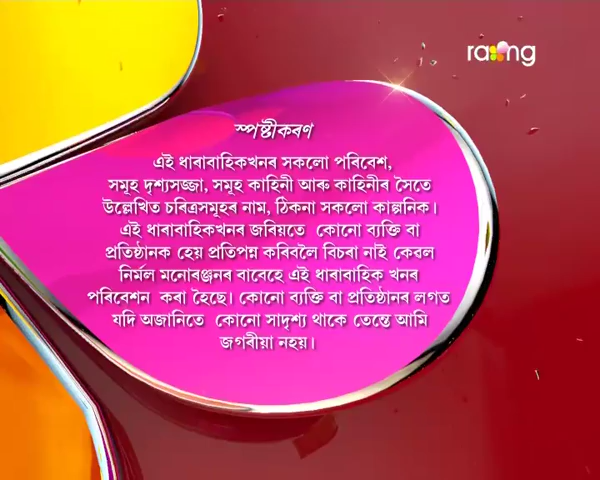 rang
স্পষ্টীকৰণ
এই ধাৰাবাহিকখনৰ সকলো পৰিবেশ,
সমূহ দৃশ্যসজ্জা, সমূহ কাহিনী আৰু কাহিনীৰ সৈতে
উল্লেখিত চৰিত্ৰসমূহৰ নাম, ঠিকনা সকলো কাল্পনিক।
এই ধাৰাবাহিকখনৰ জৰিয়তে কোনো ব্যক্তি বা
প্ৰতিষ্ঠানক হেয় প্ৰতিপন্ন কৰিবলৈ বিচৰা নাই কেৱল
নিৰ্মল মনোৰঞ্জনৰ বাবেহে এই ধাৰাবাহিক খনৰ
পৰিবেশন কৰা হৈছে। কোনো ব্যক্তি বা প্ৰতিষ্ঠানৰ লগত
যদি অজানিতে কোনো সাদৃশ্য থাকে তেন্তে আমি
জগৰীয়া নহয়।